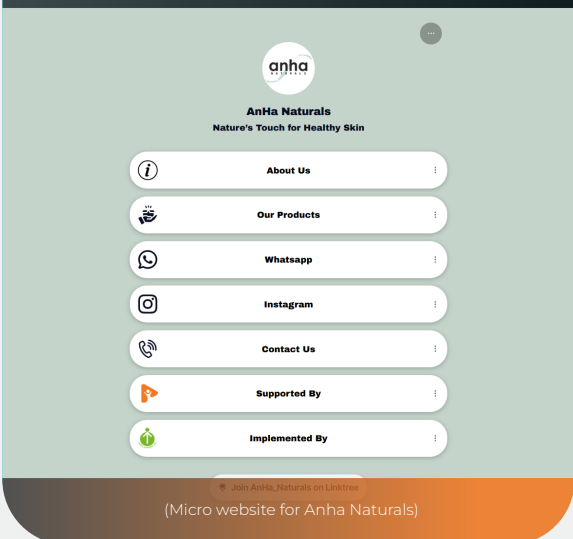 anha
NATURALS
AnHa Naturals
Nature's Touch for Healthy Skin
About Us
Our Products
Whatsapp
Instagram
Contact Us
Supported By
Implemented By
Join AnHa_Naturals on Linktree
(Micro website for Anha Naturals)